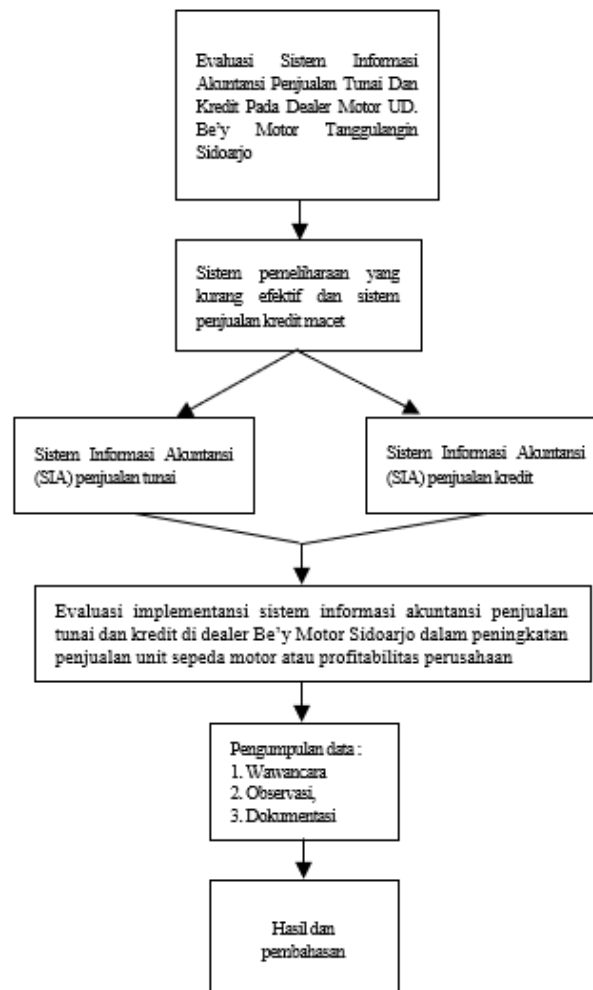 Evaluasi Sistem Informasi
Akuntansi Penjualan Tunai Dan
Kredit Pada Dealer Motor UD.
Be'y Motor Tanggulangin
Sidoarjo
Sistem pemeliharaan yang
kurang efektif dan sistem
penjualan kredit macet
Sistem Informasi Akuntansi
(SIA) penjualan tunai
Sistem Informasi Akuntansi
(SIA) penjualan kredit
Evaluasi implementansi sistem informasi akuntansi penjualan
tunai dan kredit di dealer Be'y Motor Sidoarjo dalam peningkatan
penjualan unit sepeda motor atau profitabilitas perusahaan
Pengumpulan data :
1. Wawancara
2. Observasi,
3. Dokumentasi
Hasil dan
pembahasan